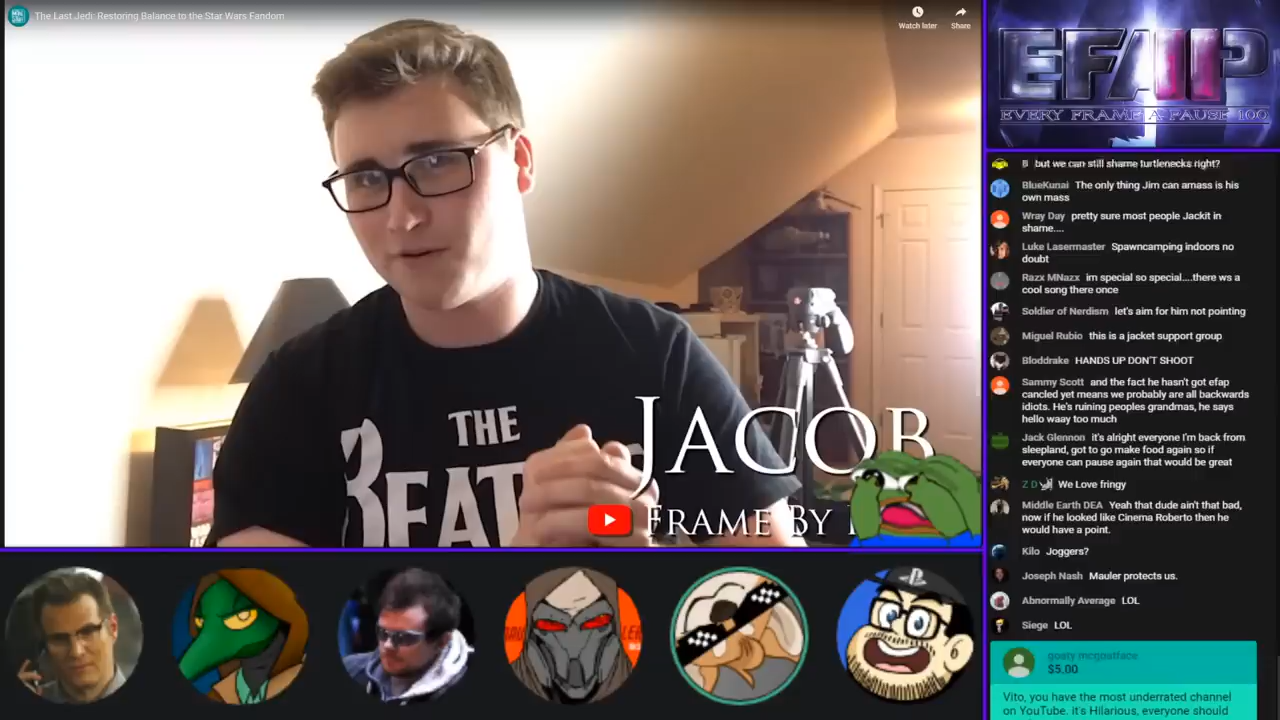 The Last Jedi: Restoring Balance to the Star Wars Fandom
Watch later
Share
THE
BEAT
JACOB
FRAME BY
EFAP
EVERY FRAME A PAUSE 100
but we can still shame turtlenecks right?
BlueKunai The only thing Jim can amass is his
own mass
Wray Day pretty sure most people Jackit in
shame....
Luke Lasermaster Spawncamping indoors no
doubt
Razx MNazx im special so special....there ws a
cool song there once
Soldier of Nerdism let's aim for him not pointing
Miguel Rubio this is a jacket support group
Bloddrake HANDS UP DON'T SHOOT
Sammy Scott and the fact he hasn't got efap
cancled yet means we probably are all backwards
idiots. He's ruining peoples grandmas, he says
hello waay too much
Jack Glennon it's alright everyone I'm back from
sleepland, got to go make food again so if
everyone can pause again that would be great
Z D We Love fringy
Middle Earth DEA Yeah that dude ain't that bad,
now if he looked like Cinema Roberto then he
would have a point.
Kilo Joggers?
Joseph Nash Mauler protects us.
Abnormally Average LOL
Siege LOL
goaty mcgoatface
$5.00
Vito, you have the most underrated channel
on YouTube. it's Hilarious, everyone should